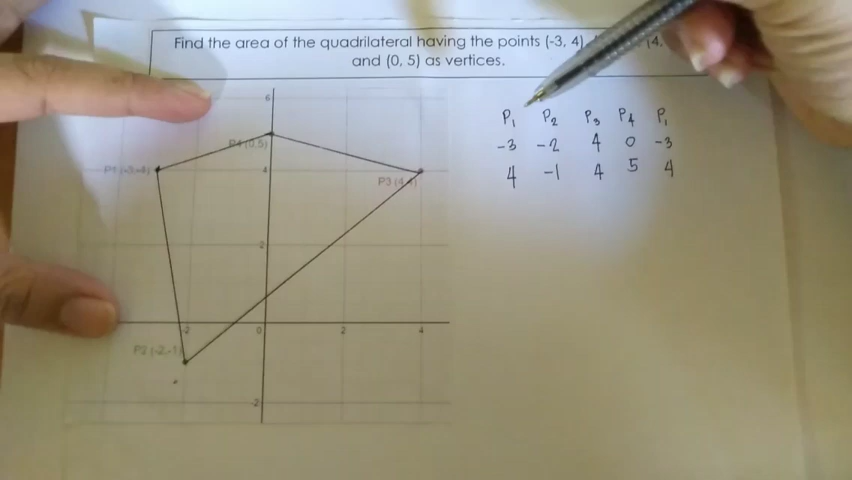 Find the area of the quadrilateral having the points (-3, 4),
and (0, 5) as vertices.
P₁ P₂ P₃ P₄ P₁
-3 -2 4 0 -3
4 -1 4 5 4
6
P4 (0,5)
P1 (-3,4)
4
P3 (4,4)
2
-2 0 2 4
P2 (-2,-1)
-2